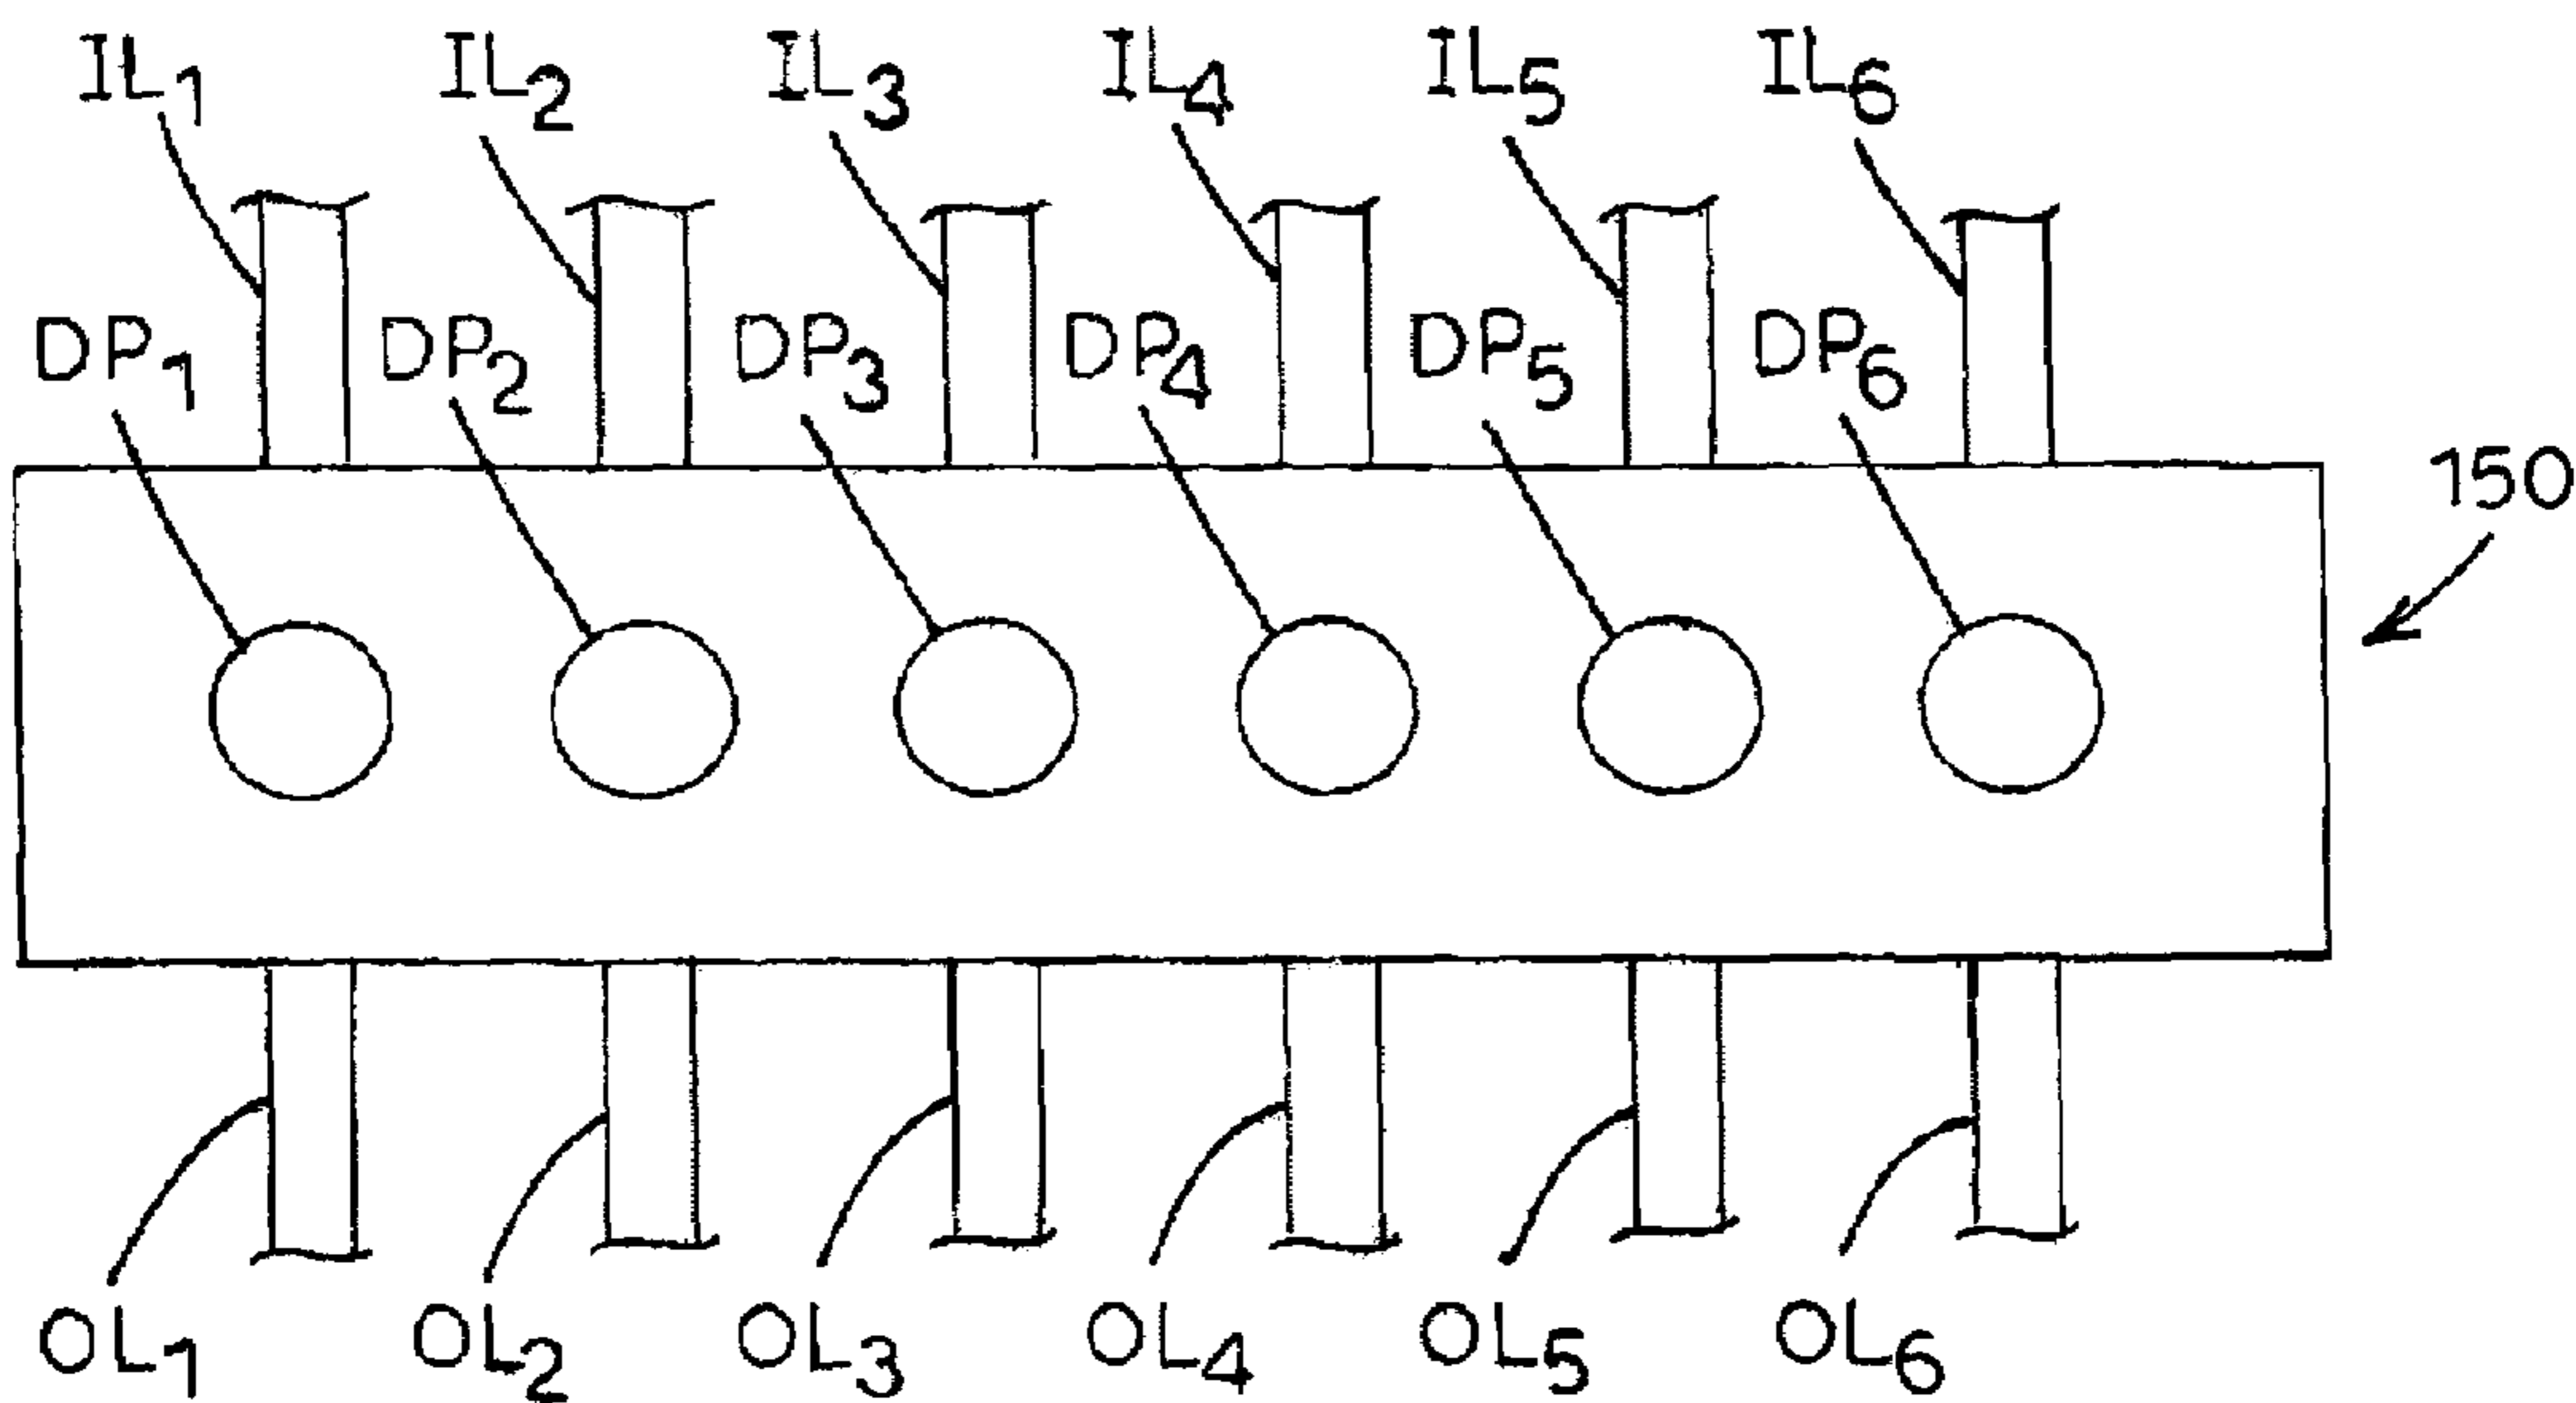 IL1 IL2 IL3 IL4 IL5 IL6
DP1 DP2 DP3 DP4 DP5 DP6
150
OL1 OL2 OL3 OL4 OL5 OL6